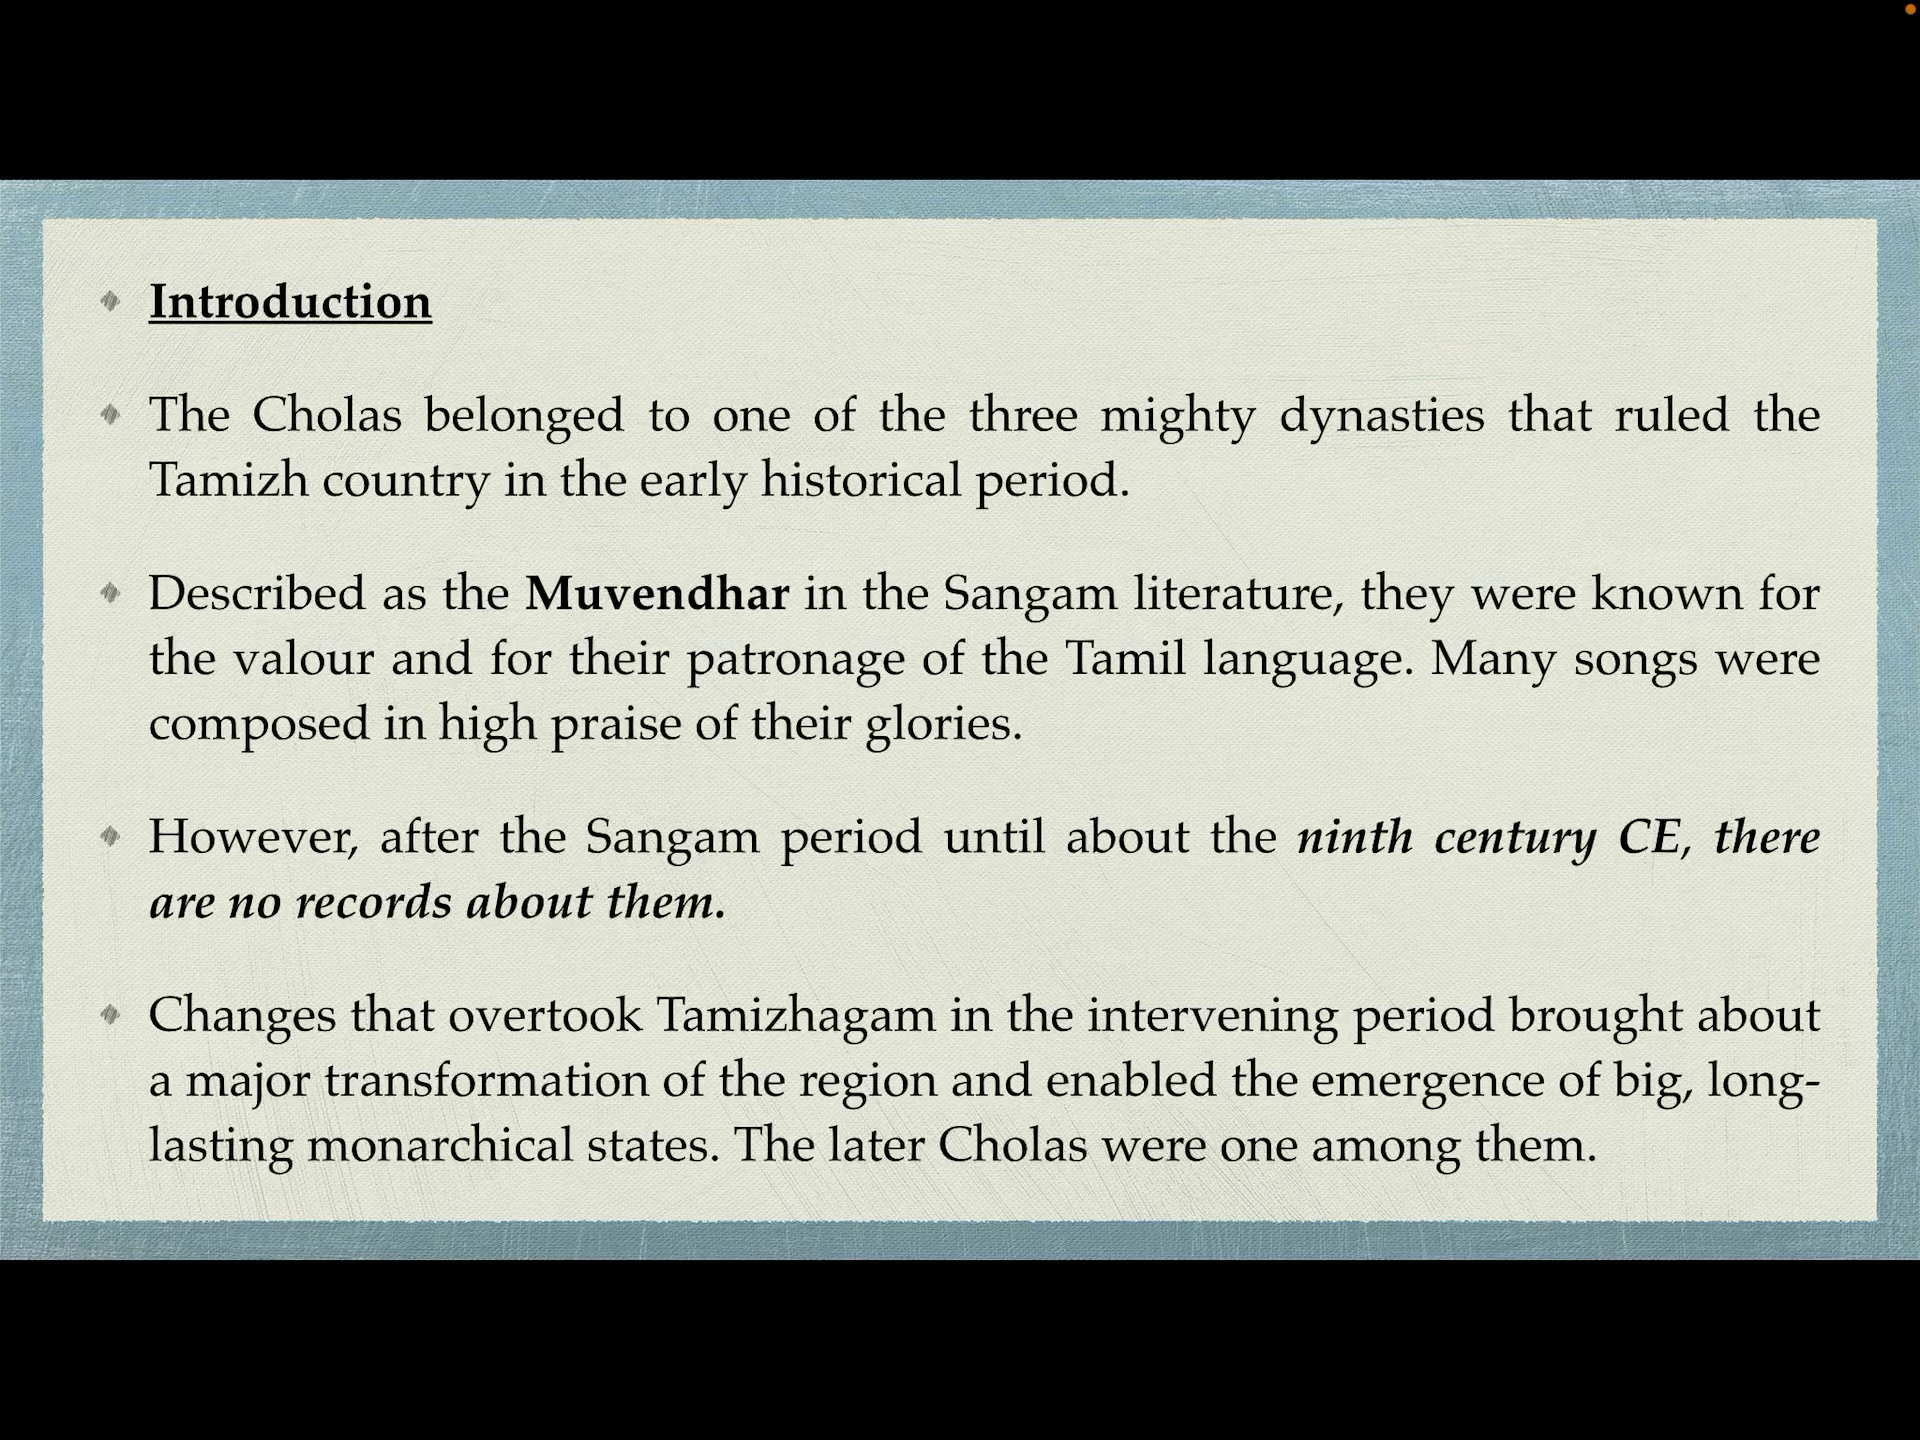 Introduction
The Cholas belonged to one of the three mighty dynasties that ruled the
Tamizh country in the early historical period.
Described as the Muvendhar in the Sangam literature, they were known for
the valour and for their patronage of the Tamil language. Many songs were
composed in high praise of their glories.
However, after the Sangam period until about the ninth century CE, there
are no records about them.
Changes that overtook Tamizhagam in the intervening period brought about
a major transformation of the region and enabled the emergence of big, long-
lasting monarchical states. The later Cholas were one among them.